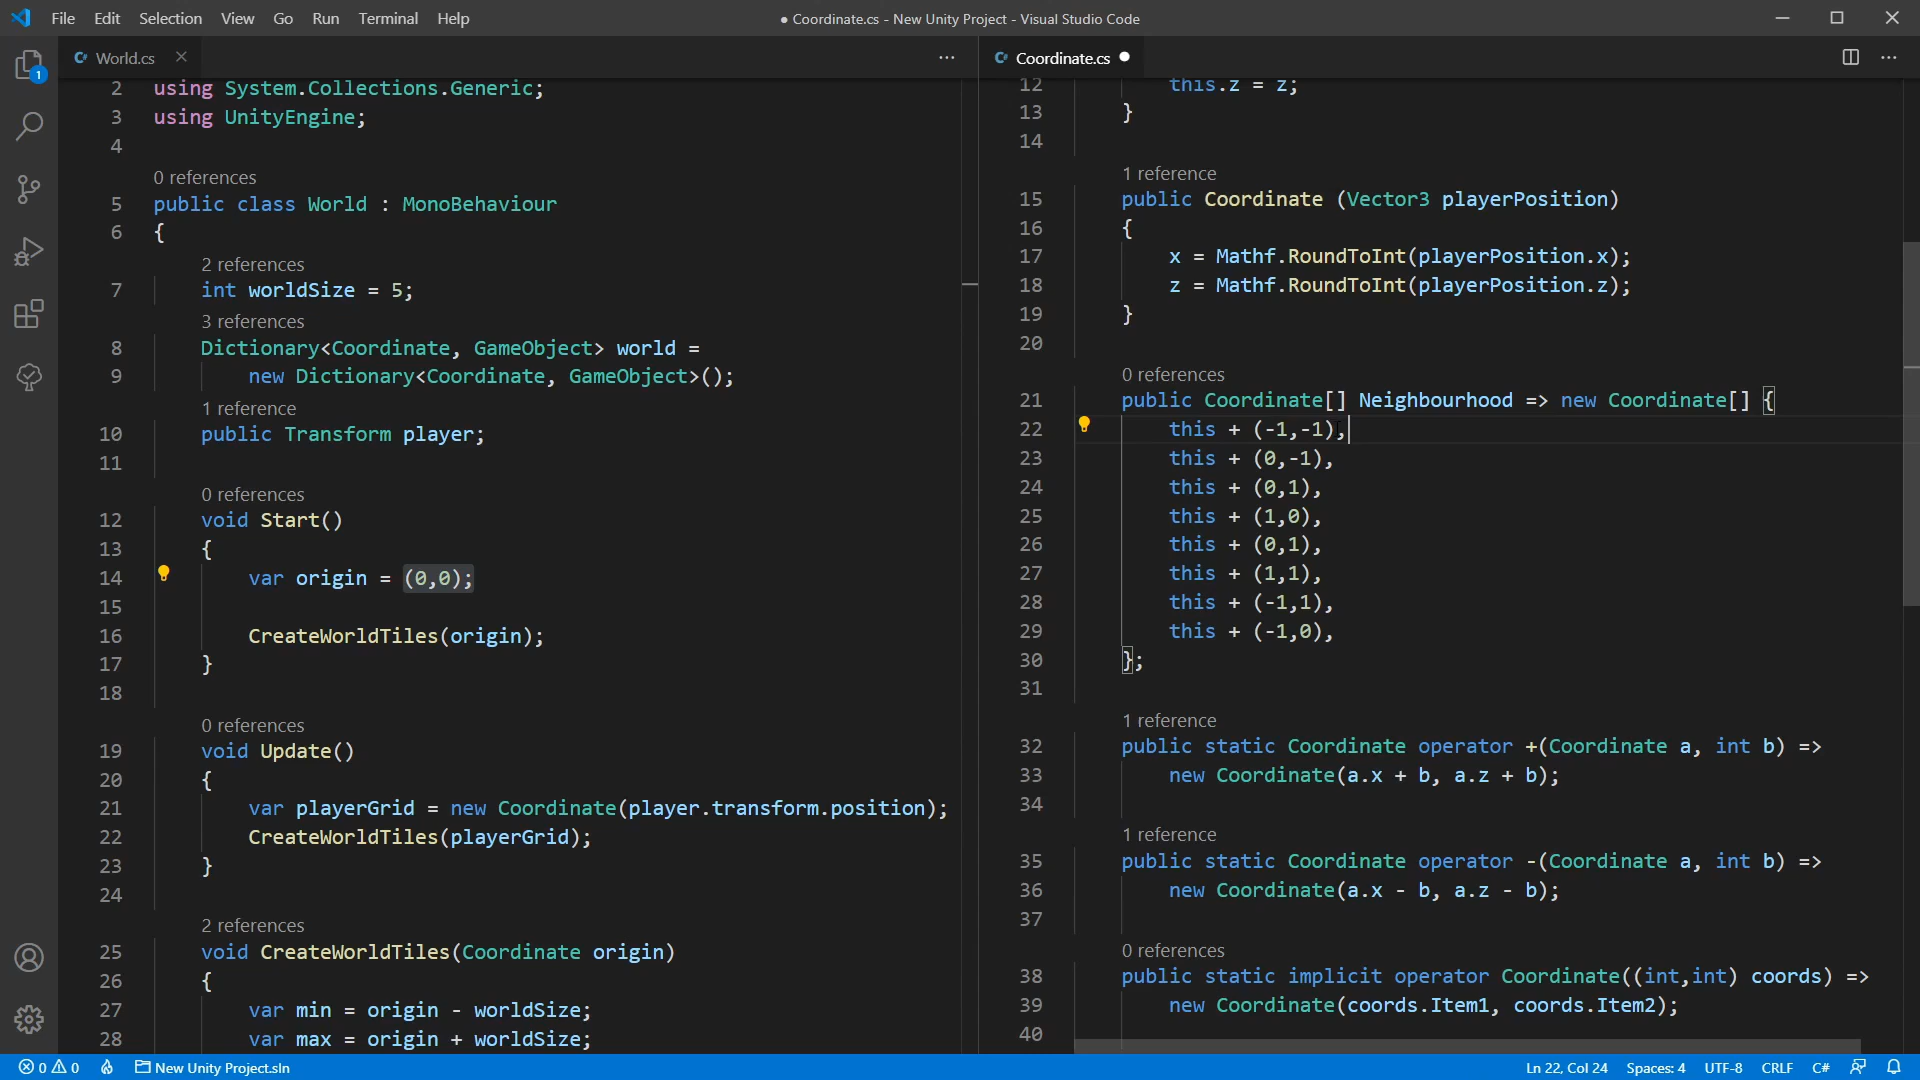 File Edit Selection View Go Run Terminal Help
● Coordinate.cs - New Unity Project - Visual Studio Code
1
C# World.cs
2 using System.Collections.Generic;
3 using UnityEngine;
4
0 references
5 public class World : MonoBehaviour
6 {
2 references
7 int worldSize = 5;
3 references
8 Dictionary<Coordinate, GameObject> world =
9 new Dictionary<Coordinate, GameObject>();
1 reference
10 public Transform player;
11
0 references
12 void Start()
13 {
14 var origin = (0,0);
15
16 CreateWorldTiles(origin);
17 }
18
0 references
19 void Update()
20 {
21 var playerGrid = new Coordinate(player.transform.position);
22 CreateWorldTiles(playerGrid);
23 }
24
2 references
25 void CreateWorldTiles(Coordinate origin)
26 {
27 var min = origin - worldSize;
28 var max = origin + worldSize;
C# Coordinate.cs
12 this.z = z;
13 }
14
1 reference
15 public Coordinate (Vector3 playerPosition)
16 {
17 x = Mathf.RoundToInt(playerPosition.x);
18 z = Mathf.RoundToInt(playerPosition.z);
19 }
20
0 references
21 public Coordinate[] Neighbourhood => new Coordinate[] {
22 this + (-1,-1),
23 this + (0,-1),
24 this + (0,1),
25 this + (1,0),
26 this + (0,1),
27 this + (1,1),
28 this + (-1,1),
29 this + (-1,0),
30 };
31
1 reference
32 public static Coordinate operator +(Coordinate a, int b) =>
33 new Coordinate(a.x + b, a.z + b);
34
1 reference
35 public static Coordinate operator -(Coordinate a, int b) =>
36 new Coordinate(a.x - b, a.z - b);
37
0 references
38 public static implicit operator Coordinate((int,int) coords) =>
39 new Coordinate(coords.Item1, coords.Item2);
40
0 0 New Unity Project.sln
Ln 22, Col 24 Spaces: 4 UTF-8 CRLF C#